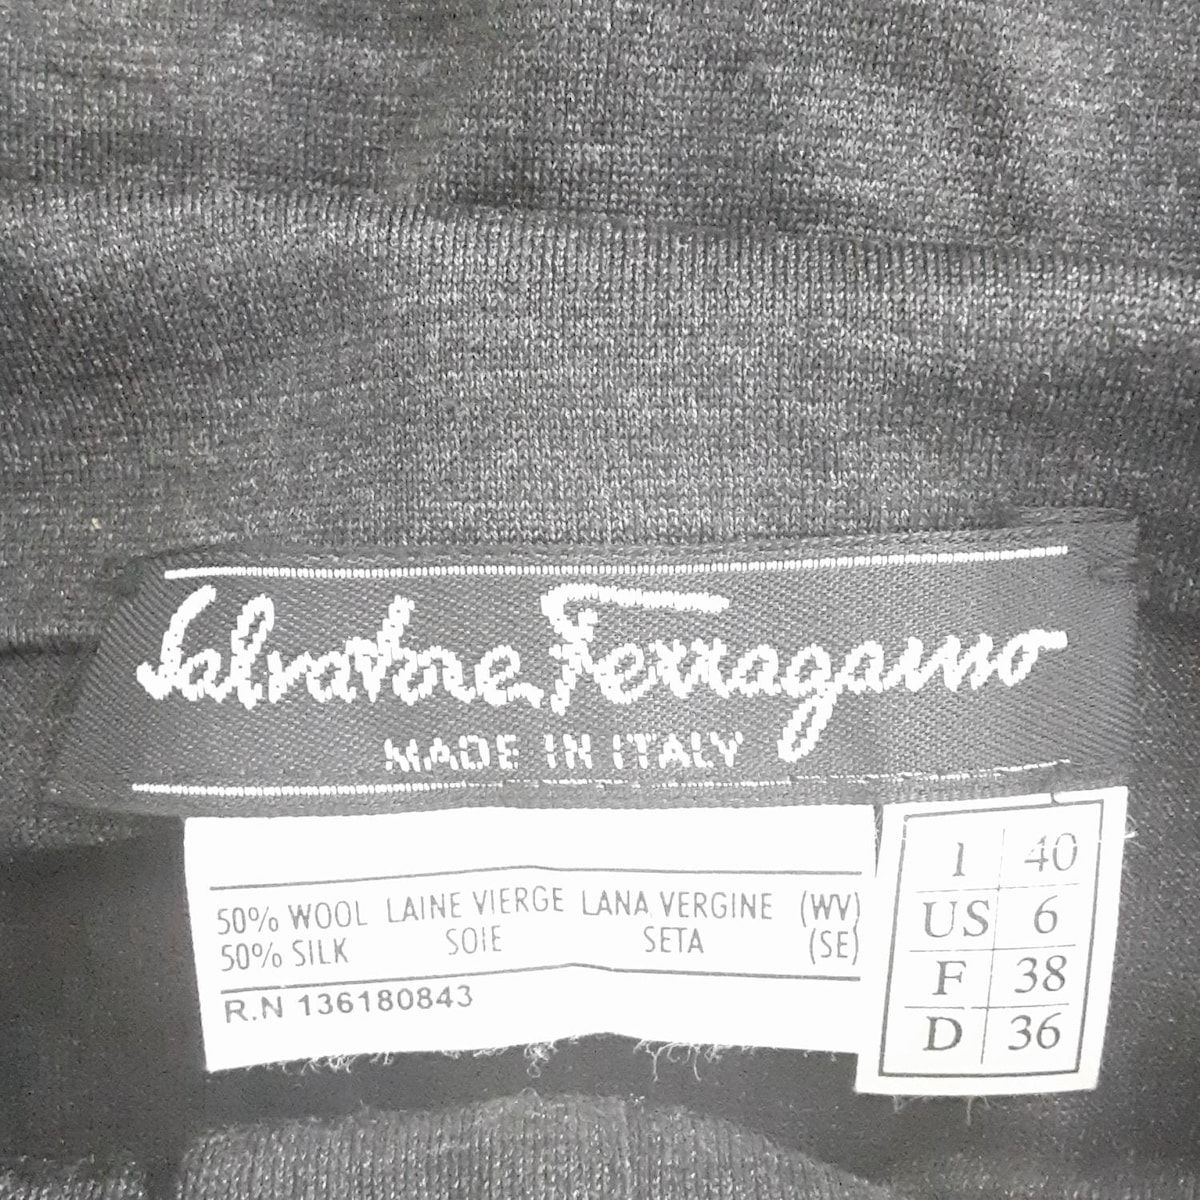 Salvatore Ferragamo
MADE IN ITALY
50% WOOL LAINE VIERGE LANA VERGINE (WV)
50% SILK SOIE SETA (SE)
R.N 136180843
I 40
US 6
F 38
D 36